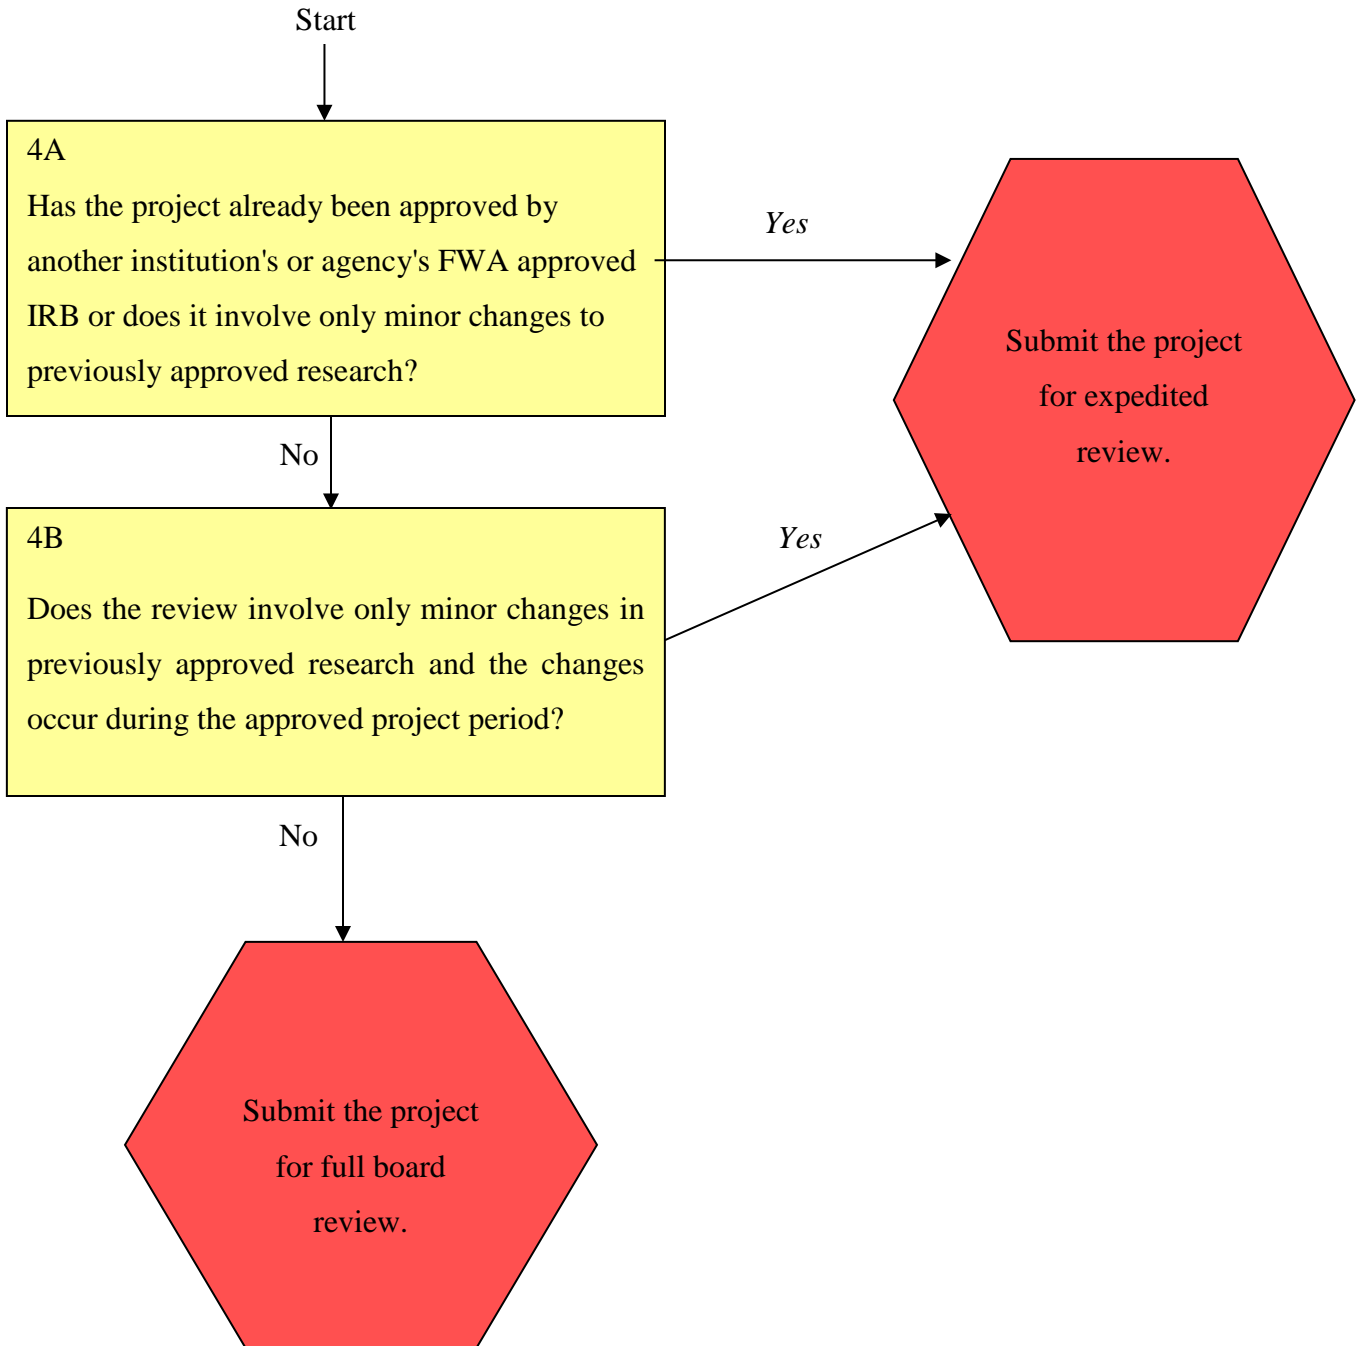 Start
4A
Has the project already been approved by
another institution's or agency's FWA approved
IRB or does it involve only minor changes to
previously approved research?
Yes
Submit the project
for expedited
review.
No
4B
Does the review involve only minor changes in
previously approved research and the changes
occur during the approved project period?
Yes
No
Submit the project
for full board
review.